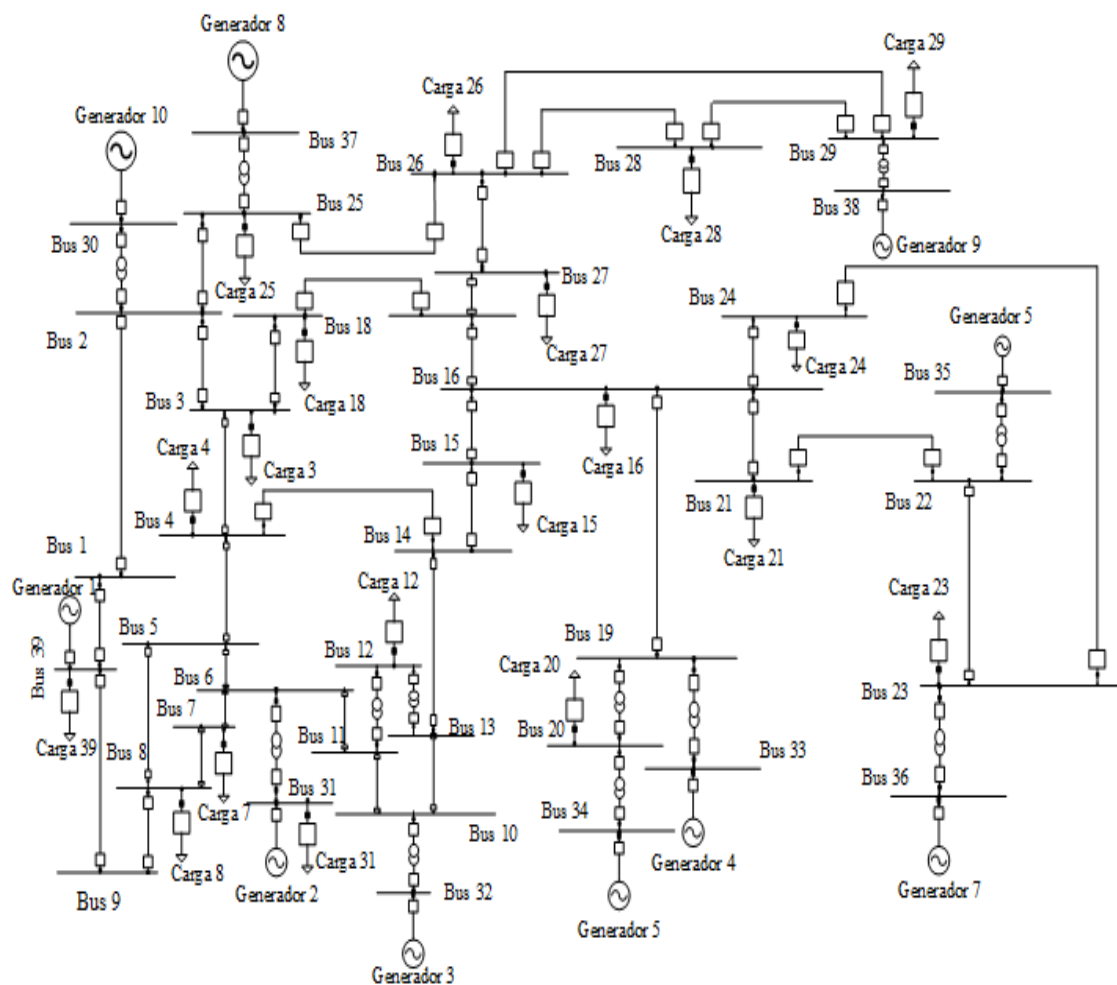 Generador 8
Carga 29
Generador 10
Carga 26
Bus 37
Bus 26
Bus 28
Bus 29
Bus 25
Bus 38
Bus 30
Carga 28
Generador 9
Carga 25
Bus 27
Bus 24
Bus 2
Bus 18
Generador 5
Carga 27
Carga 24
Bus 16
Bus 35
Carga 18
Bus 3
Carga 4
Carga 3
Bus 15
Carga 16
Bus 21
Bus 22
Bus 4
Carga 15
Bus 14
Carga 21
Bus 1
Generador 1
Carga 12
Carga 23
Bus 5
Bus 39
Bus 12
Bus 19
Carga 20
Bus 6
Bus 23
Bus 7
Bus 11
Bus 13
Bus 20
Carga 39
Bus 8
Bus 33
Bus 36
Bus 31
Carga 7
Bus 10
Bus 34
Carga 8
Generador 2
Carga 31
Generador 4
Generador 7
Bus 9
Bus 32
Generador 5
Generador 3